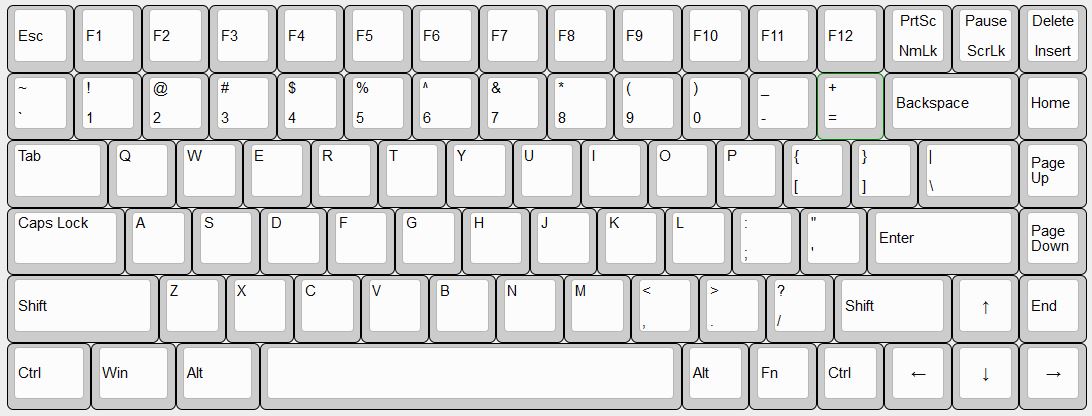 Esc F1 F2 F3 F4 F5 F6 F7 F8 F9 F10 F11 F12 PrtSc Pause Delete
NmLk ScrLk Insert
~ ! @ # $ % ^ & * ( ) _ + Backspace Home
` 1 2 3 4 5 6 7 8 9 0 - =
Tab Q W E R T Y U I O P { } | Page
[ ] \ Up
Caps Lock A S D F G H J K L : " Enter Page
; ' Down
Shift Z X C V B N M < > ? Shift ↑ End
, . /
Ctrl Win Alt Alt Fn Ctrl ← ↓ →